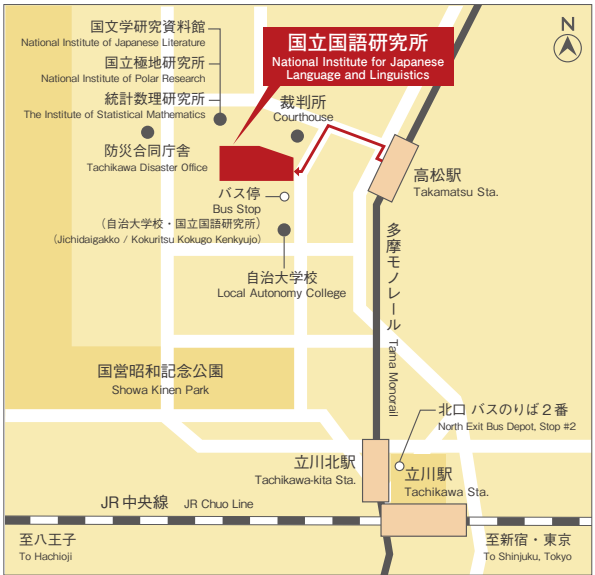 国文学研究資料館
National Institute of Japanese Literature
国立極地研究所
National Institute of Polar Research
統計数理研究所
The Institute of Statistical Mathematics
国立国語研究所
National Institute for Japanese
Language and Linguistics
N
裁判所
Courthouse
防災合同庁舎
Tachikawa Disaster Office
高松駅
Takamatsu Sta.
バス停
Bus Stop
（自治大学校・国立国語研究所）
(Jichidaigakko / Kokuritsu Kokugo Kenkyujo)
自治大学校
Local Autonomy College
多摩モノレール Tama Monorail
国営昭和記念公園
Showa Kinen Park
北口 バスのりば２番
North Exit Bus Depot, Stop #2
立川北駅
Tachikawa-kita Sta.
立川駅
Tachikawa Sta.
JR 中央線 JR Chuo Line
至八王子
To Hachioji
至新宿・東京
To Shinjuku, Tokyo